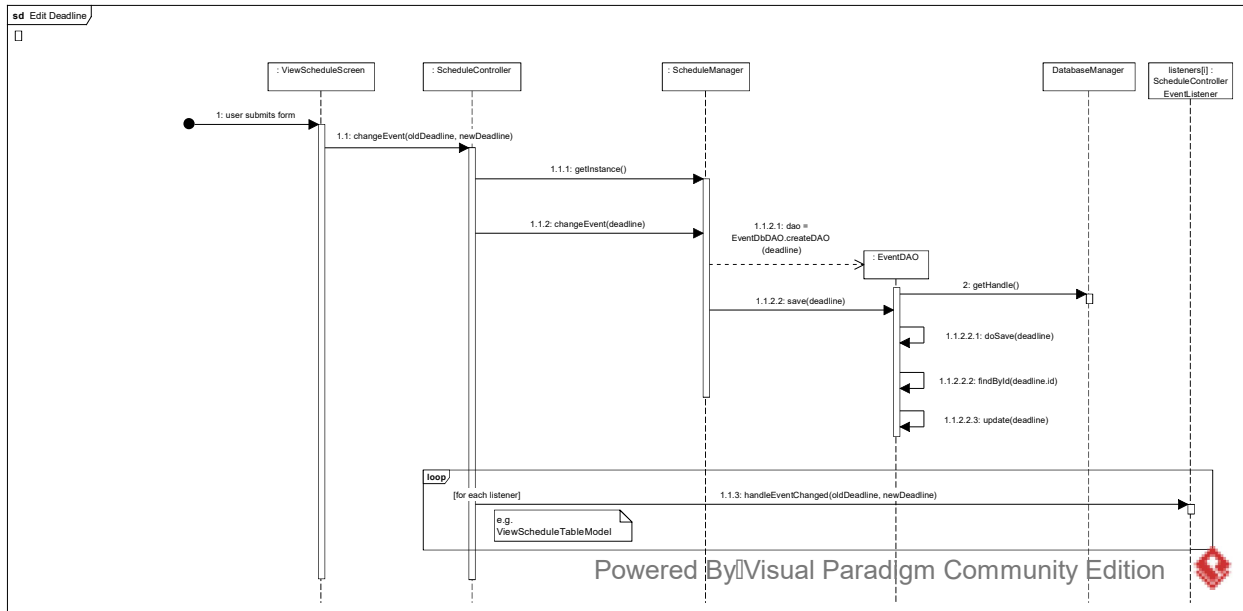 sd Edit Deadline
: ViewScheduleScreen
: ScheduleController
: ScheduleManager
DatabaseManager
listeners[i] :
ScheduleController
EventListener
1: user submits form
1.1: changeEvent(oldDeadline, newDeadline)
1.1.1: getInstance()
1.1.2: changeEvent(deadline)
1.1.2.1: dao =
EventDbDAO.createDAO
(deadline)
: EventDAO
2: getHandle()
1.1.2.2: save(deadline)
1.1.2.2.1: doSave(deadline)
1.1.2.2.2: findById(deadline.id)
1.1.2.2.3: update(deadline)
loop
[for each listener]
1.1.3: handleEventChanged(oldDeadline, newDeadline)
e.g.
ViewScheduleTableModel
Powered By Visual Paradigm Community Edition